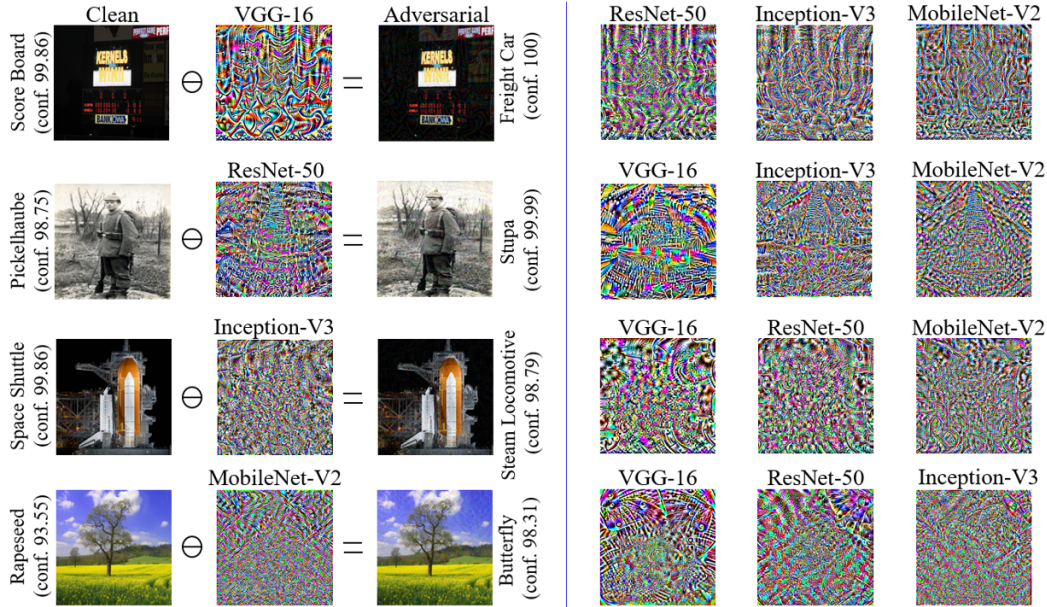 Clean VGG-16 Adversarial ResNet-50 Inception-V3 MobileNet-V2
Score Board
(conf. 99.86)
PERF
KERNELS
BANK IOWA
⊖
=
Freight Car
(conf. 100)
ResNet-50 VGG-16 Inception-V3 MobileNet-V2
Pickelhaube
(conf. 98.75)
⊖
=
Stupa
(conf. 99.99)
Inception-V3 VGG-16 ResNet-50 MobileNet-V2
Space Shuttle
(conf. 99.86)
⊖
=
Steam Locomotive
(conf. 98.79)
MobileNet-V2 VGG-16 ResNet-50 Inception-V3
Rapeseed
(conf. 93.55)
⊖
=
Butterfly
(conf. 98.31)